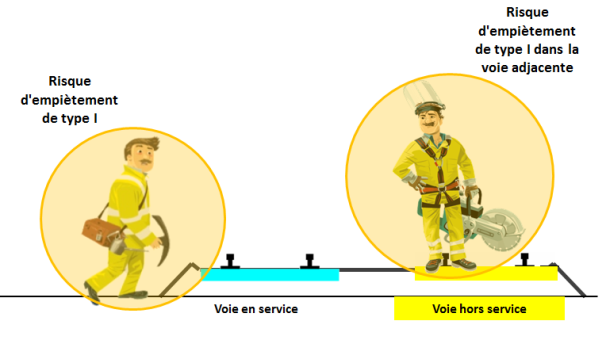 Risque
d'empiètement
de type I
Risque
d'empiètement
de type I dans la
voie adjacente
Voie en service
Voie hors service